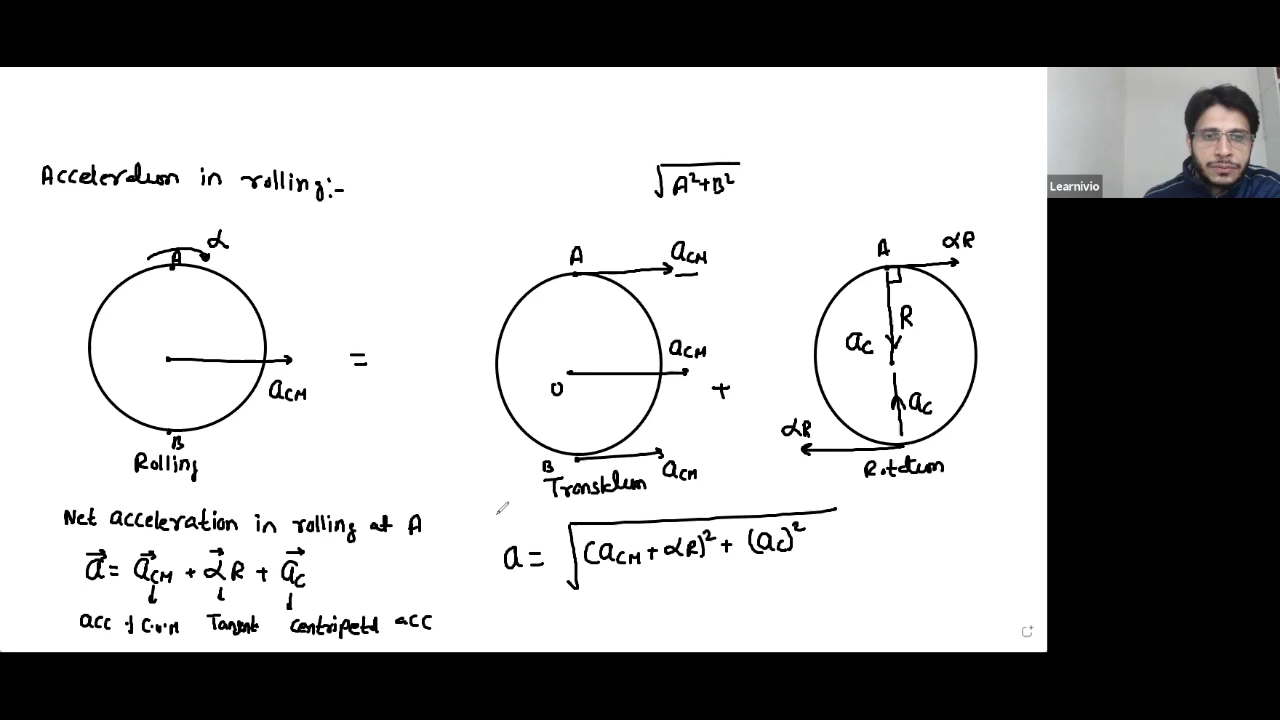 Acceleration in rolling:-
√A²+B²
α
A
a_CM
B
Rolling
=
A
a_CM
a_CM
O
B
a_CM
Translation
+
A
αR
R
a_c
a_c
αR
Rotation
Net acceleration in rolling at A
a⃗ = a⃗_CM + α⃗ R + a⃗_c
acc of C.O.M Tangent centripetal acc
a = √(a_CM + αR)² + (a_c)²
Learnivio